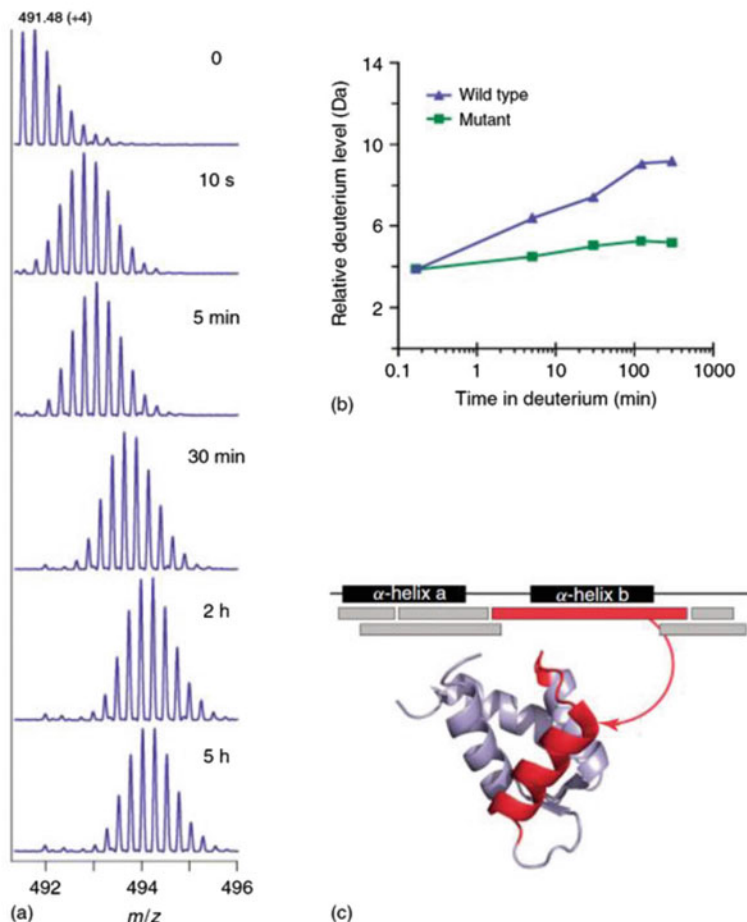 491.48 (+4)
0
10 s
5 min
30 min
2 h
5 h
492 494 496
(a) m/z
14
10
6
2
Relative deuterium level (Da)
Wild type
Mutant
0.1 1 10 100 1000
Time in deuterium (min)
(b)
α-helix a α-helix b
(c)